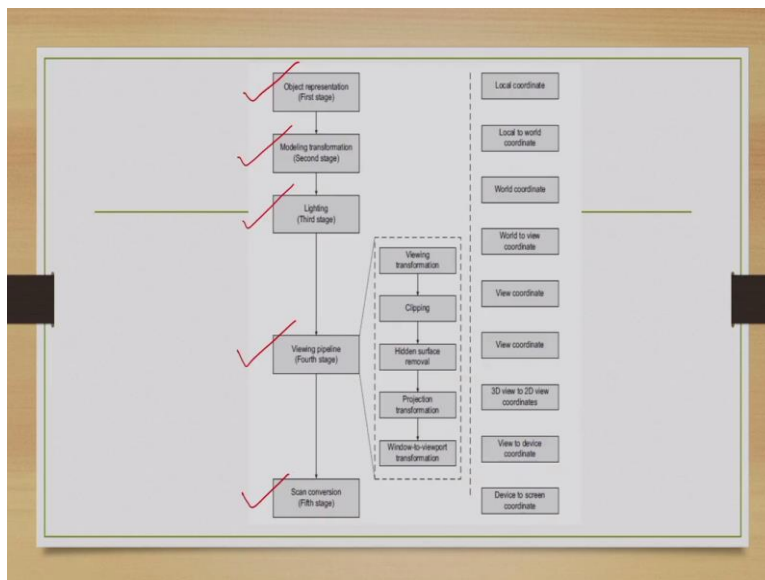 Object representation
(First stage)
Modeling transformation
(Second stage)
Lighting
(Third stage)
Viewing pipeline
(Fourth stage)
Scan conversion
(Fifth stage)
Viewing
transformation
Clipping
Hidden surface
removal
Projection
transformation
Window-to-viewport
transformation
Local coordinate
Local to world
coordinate
World coordinate
World to view
coordinate
View coordinate
View coordinate
3D view to 2D view
coordinates
View to device
coordinate
Device to screen
coordinate